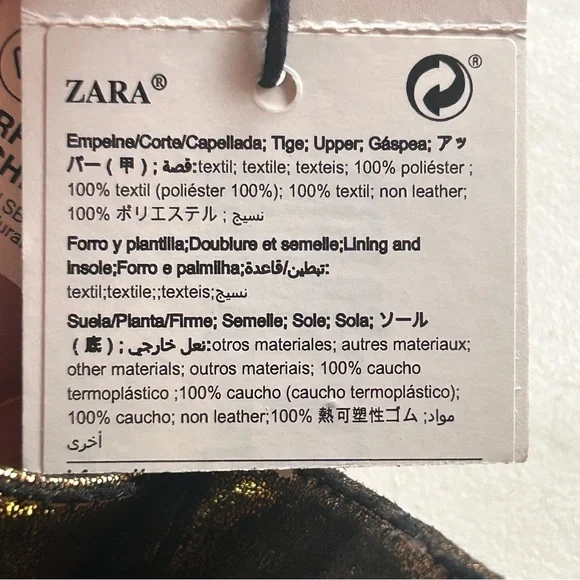 ZARA®
®
Empeine/Corte/Capellada; Tige; Upper; Gáspea; アッ
パー ( 甲 ) ; قصة:textil; textile; texteis; 100% poliéster ;
100% textil (poliéster 100%); 100% textil; non leather;
100% ポリエステル ; نسيج
Forro y plantilla;Doublure et semelle;Lining and
insole;Forro e palmilha;تبطين/قاعدة:
textil;textile;;texteis;نسيج
Suela/Planta/Firme; Semelle; Sole; Sola; ソール
( 底 ) ; نعل خارجي:otros materiales; autres materiaux;
other materials; outros materiais; 100% caucho
termoplástico ;100% caucho (caucho termoplástico);
100% caucho; non leather;100% 熱可塑性ゴム ;مواد
أخرى